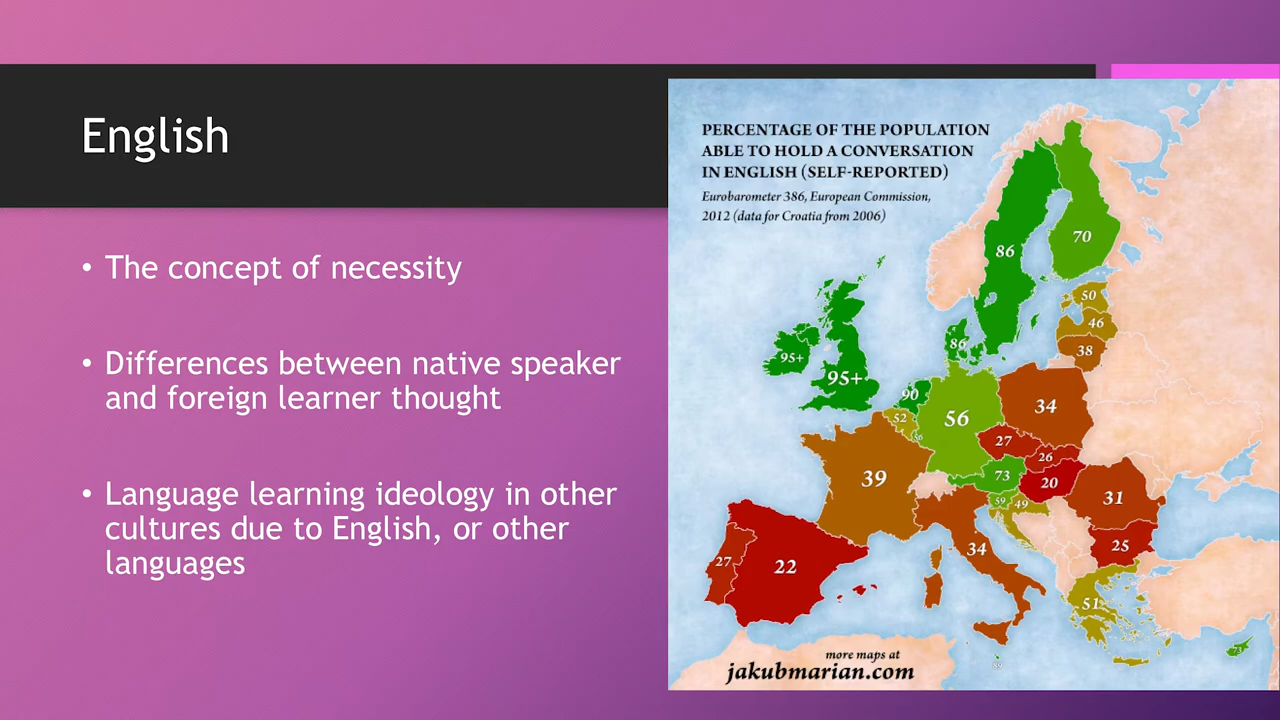 English
• The concept of necessity
• Differences between native speaker
and foreign learner thought
• Language learning ideology in other
cultures due to English, or other
languages
PERCENTAGE OF THE POPULATION
ABLE TO HOLD A CONVERSATION
IN ENGLISH (SELF-REPORTED)
Eurobarometer 386, European Commission,
2012 (data for Croatia from 2006)
86
70
50
46
38
86
95+
95+
90
52
56
34
27
26
73
20
39
59
49
31
25
34
27
22
51
73
more maps at
jakubmarian.com